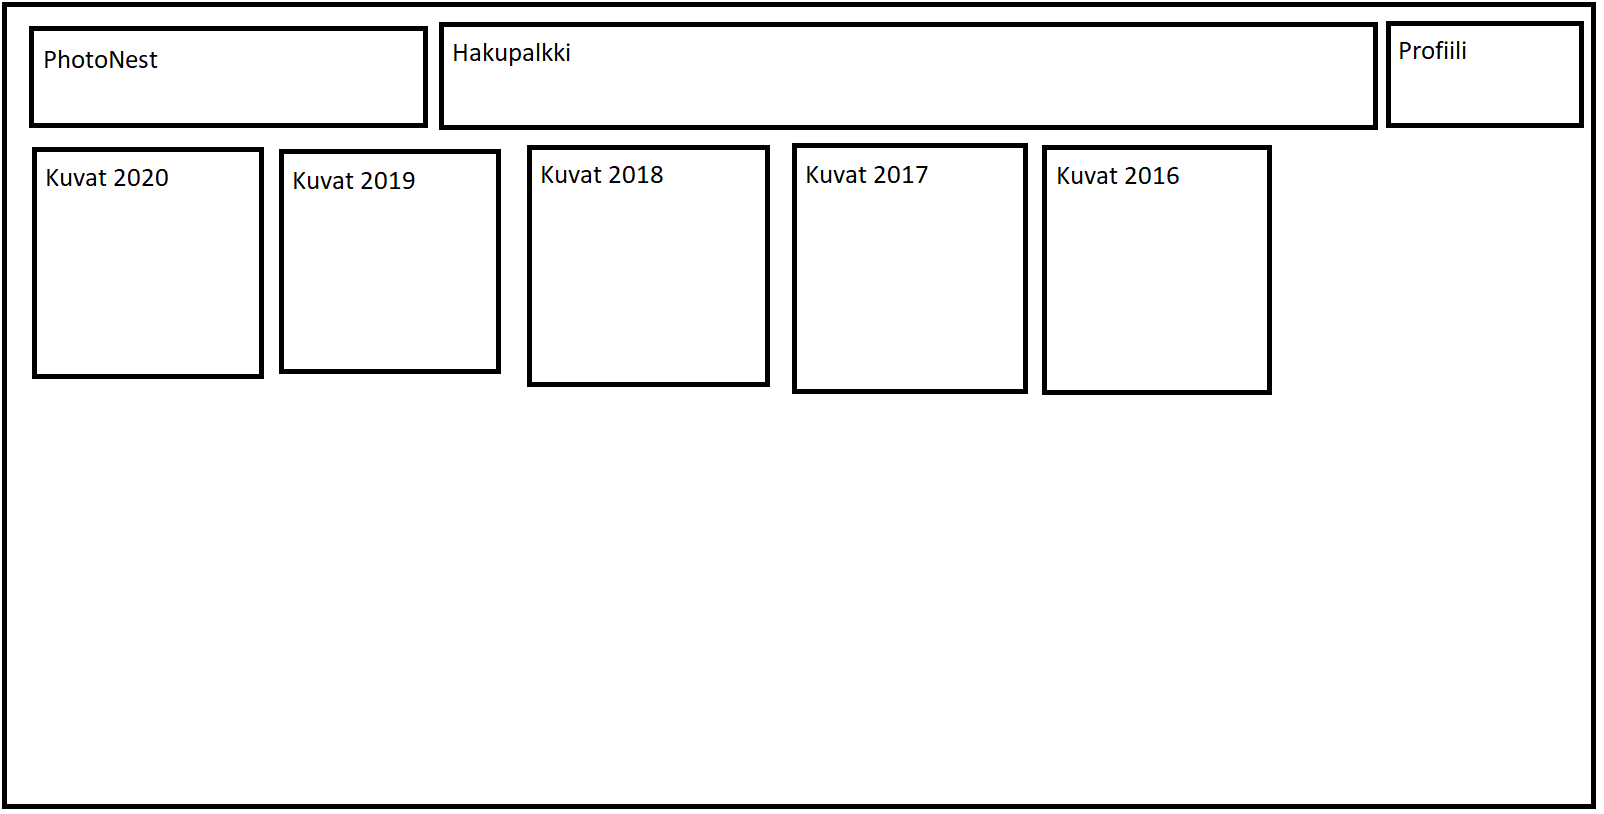 PhotoNest
Hakupalkki
Profiili
Kuvat 2020
Kuvat 2019
Kuvat 2018
Kuvat 2017
Kuvat 2016